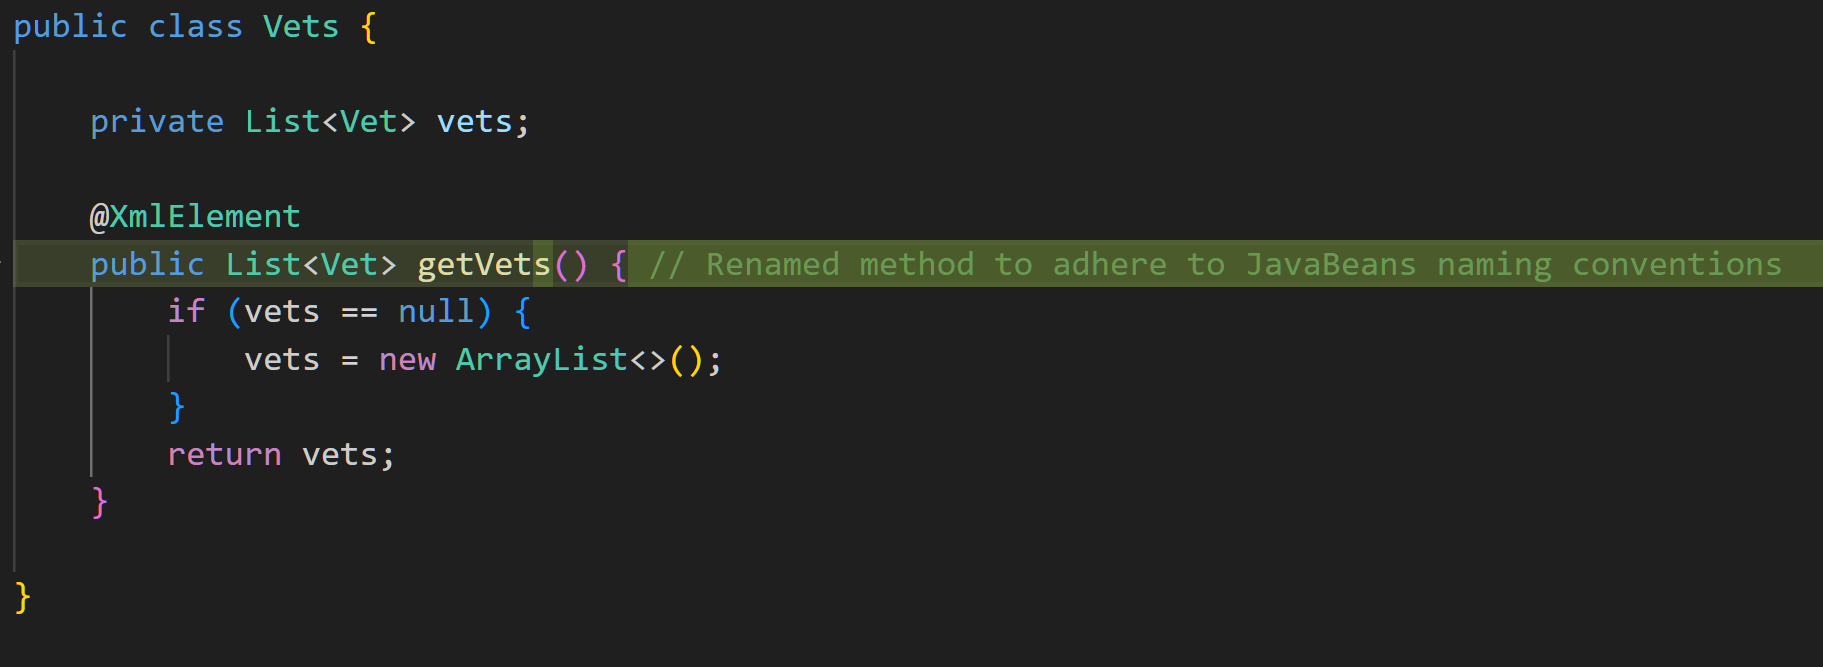 public class Vets {
private List<Vet> vets;
@XmlElement
public List<Vet> getVets() { // Renamed method to adhere to JavaBeans naming conventions
if (vets == null) {
vets = new ArrayList<>();
}
return vets;
}
}